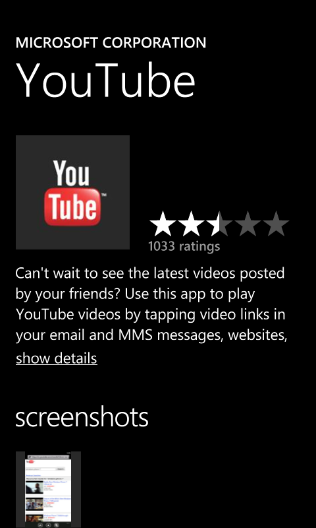 MICROSOFT CORPORATION
YouTube
You
Tube™
1033 ratings
Can't wait to see the latest videos posted
by your friends? Use this app to play
YouTube videos by tapping video links in
your email and MMS messages, websites,
show details
screenshots